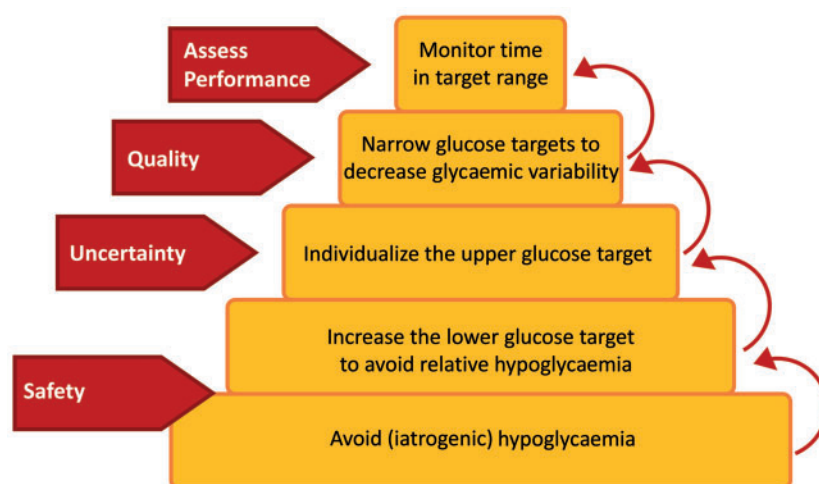 Assess
Performance
Monitor time
in target range
Quality
Narrow glucose targets to
decrease glycaemic variability
Uncertainty
Individualize the upper glucose target
Increase the lower glucose target
to avoid relative hypoglycaemia
Safety
Avoid (iatrogenic) hypoglycaemia